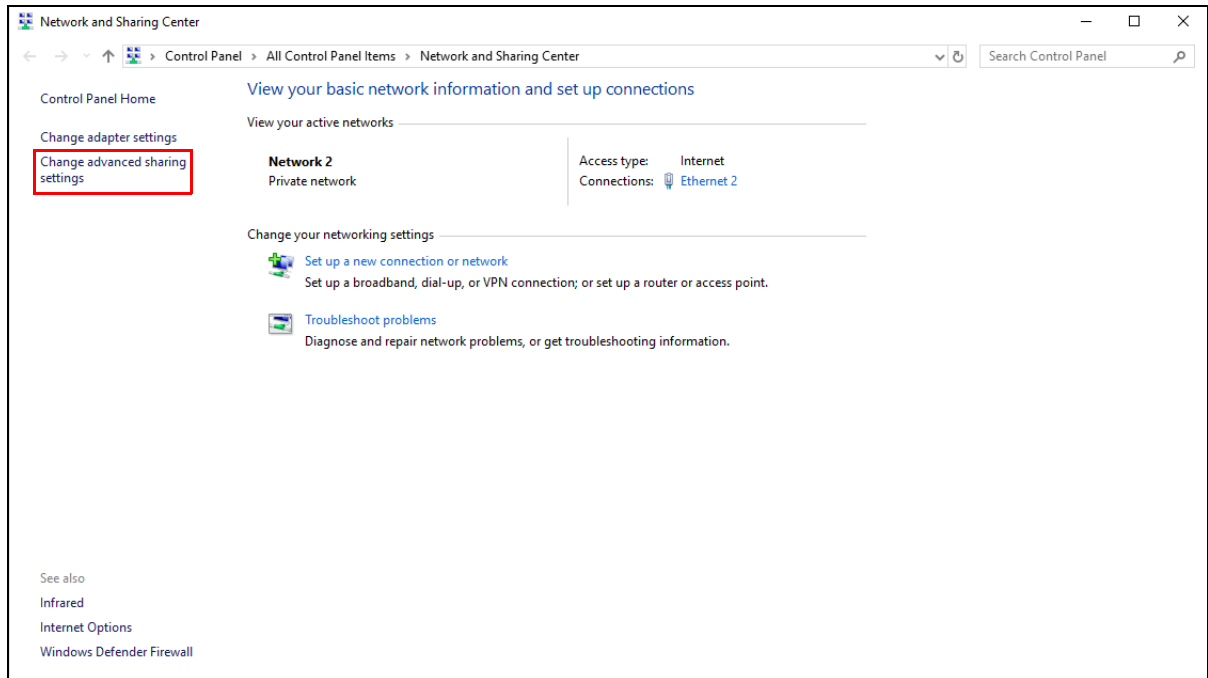 Network and Sharing Center
Control Panel > All Control Panel Items > Network and Sharing Center
Search Control Panel
Control Panel Home
Change adapter settings
Change advanced sharing
settings
View your basic network information and set up connections
View your active networks
Network 2
Private network
Access type: Internet
Connections: Ethernet 2
Change your networking settings
Set up a new connection or network
Set up a broadband, dial-up, or VPN connection; or set up a router or access point.
Troubleshoot problems
Diagnose and repair network problems, or get troubleshooting information.
See also
Infrared
Internet Options
Windows Defender Firewall